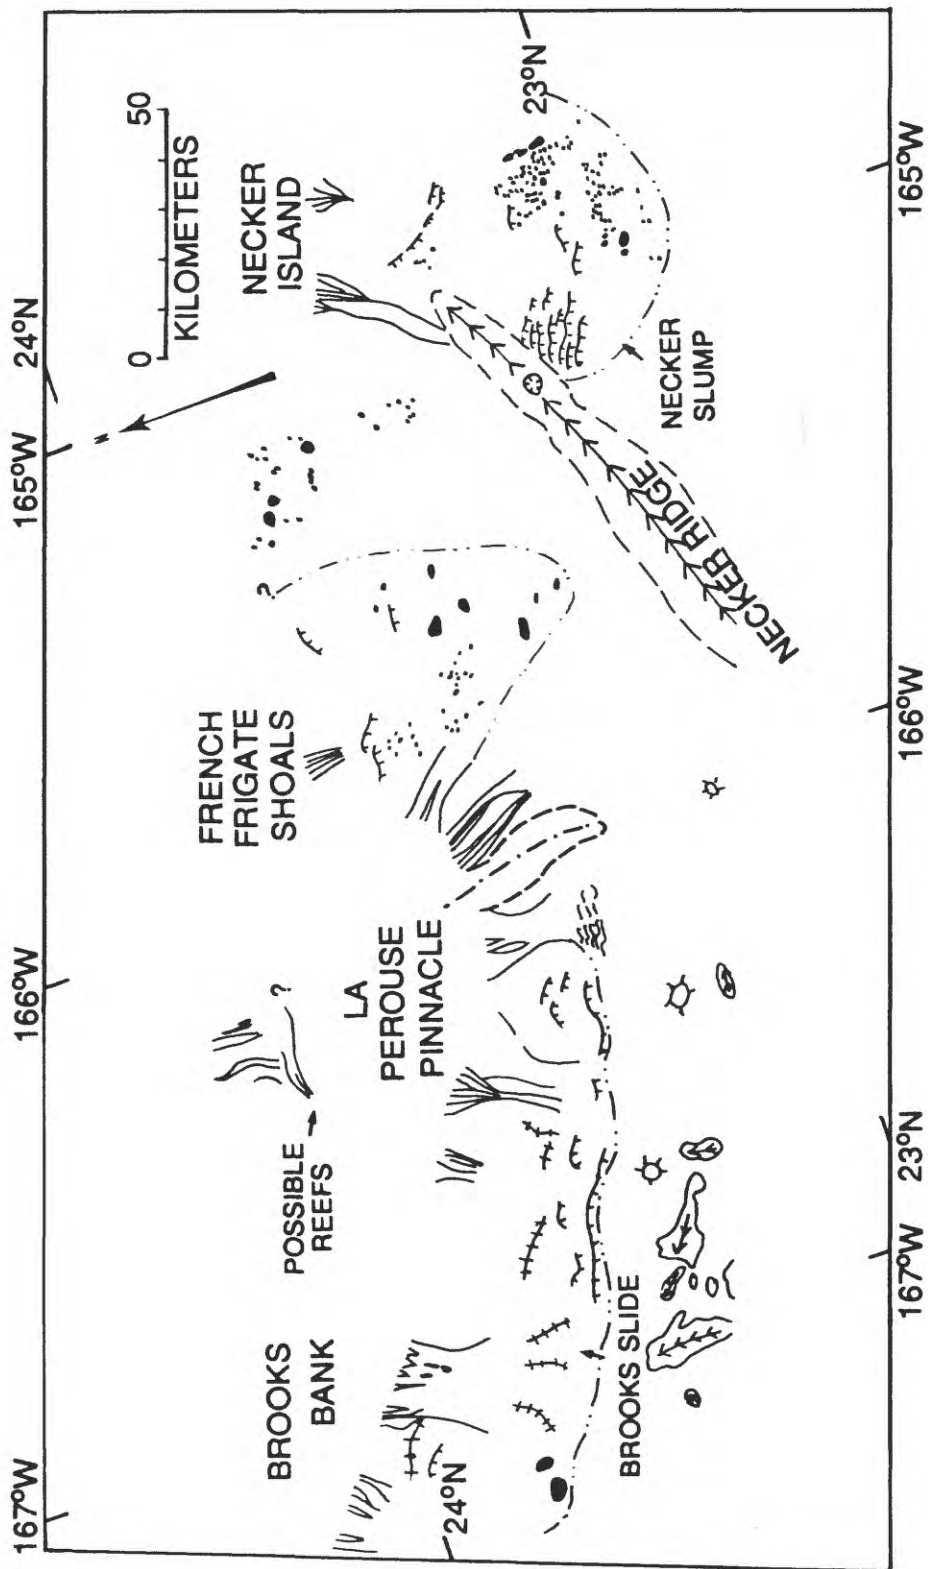 167°W
166°W
165°W
24°N
0
50
KILOMETERS
NECKER
ISLAND
FRENCH
FRIGATE
SHOALS
?
?
LA
PEROUSE
PINNACLE
POSSIBLE
REEFS
BROOKS
BANK
24°N
BROOKS SLIDE
NECKER RIDGE
NECKER
SLUMP
23°N
167°W
23°N
166°W
165°W